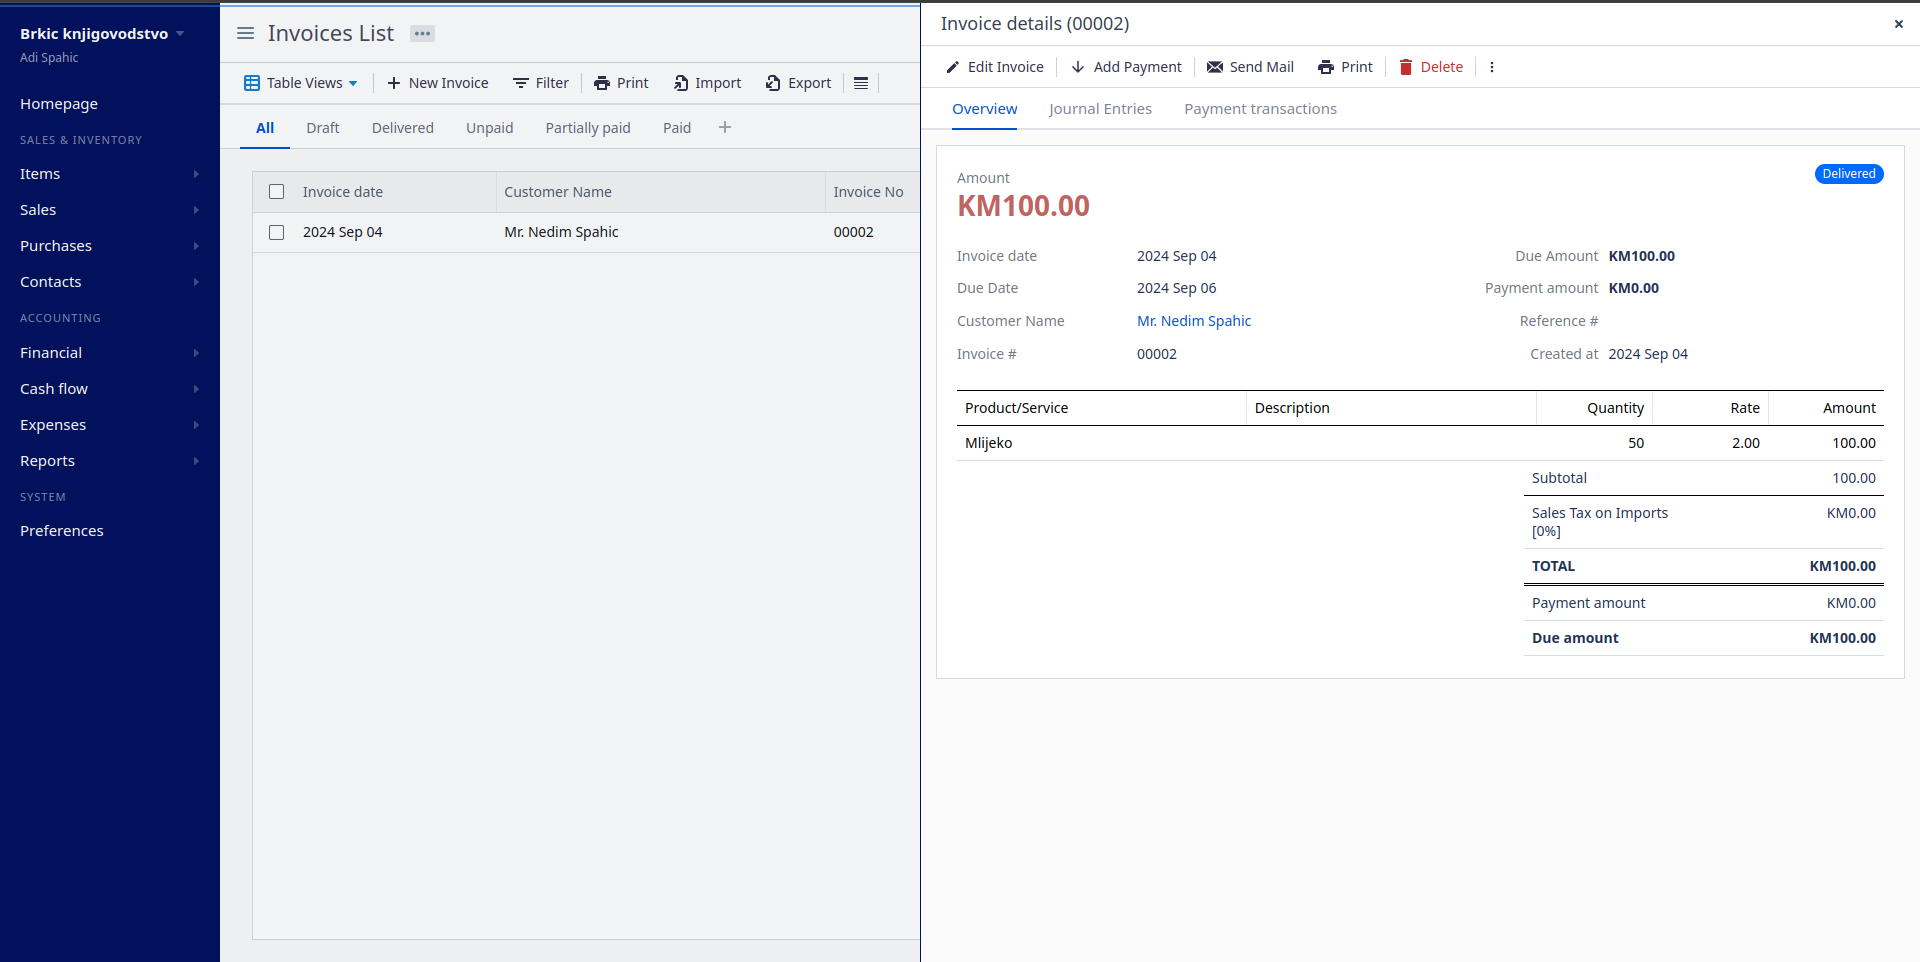 Brkic knjigovodstvo
Adi Spahic
Homepage
SALES & INVENTORY
Items
Sales
Purchases
Contacts
ACCOUNTING
Financial
Cash flow
Expenses
Reports
SYSTEM
Preferences
Invoices List
Table Views
New Invoice
Filter
Print
Import
Export
All
Draft
Delivered
Unpaid
Partially paid
Paid
Invoice date Customer Name Invoice No
2024 Sep 04 Mr. Nedim Spahic 00002
Invoice details (00002)
Edit Invoice
Add Payment
Send Mail
Print
Delete
Overview
Journal Entries
Payment transactions
Amount
KM100.00
Delivered
Invoice date 2024 Sep 04
Due Date 2024 Sep 06
Customer Name Mr. Nedim Spahic
Invoice # 00002
Due Amount KM100.00
Payment amount KM0.00
Reference #
Created at 2024 Sep 04
Product/Service Description Quantity Rate Amount
Mlijeko 50 2.00 100.00
Subtotal 100.00
Sales Tax on Imports KM0.00
[0%]
TOTAL KM100.00
Payment amount KM0.00
Due amount KM100.00